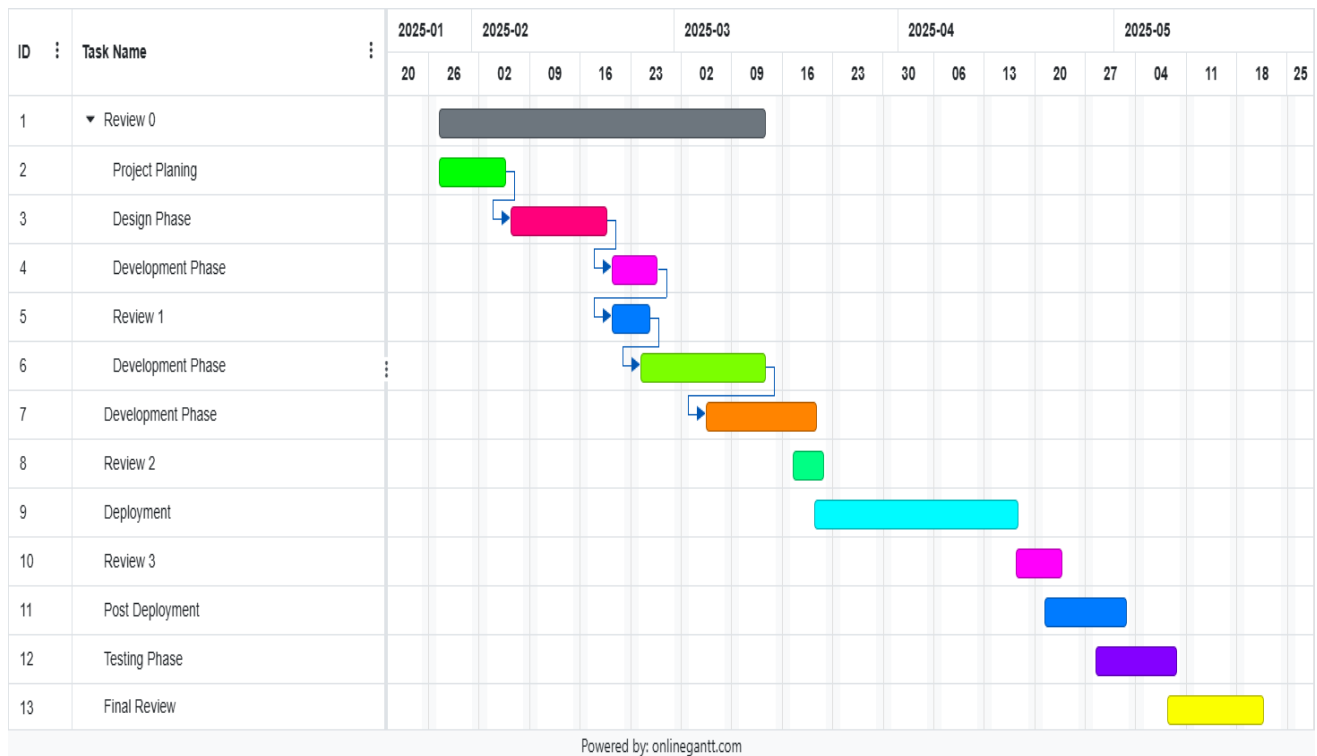 ID Task Name
2025-01 2025-02 2025-03 2025-04 2025-05
20 26 02 09 16 23 02 09 16 23 30 06 13 20 27 04 11 18 25
1 Review 0
2 Project Planing
3 Design Phase
4 Development Phase
5 Review 1
6 Development Phase
7 Development Phase
8 Review 2
9 Deployment
10 Review 3
11 Post Deployment
12 Testing Phase
13 Final Review
Powered by: onlinegantt.com